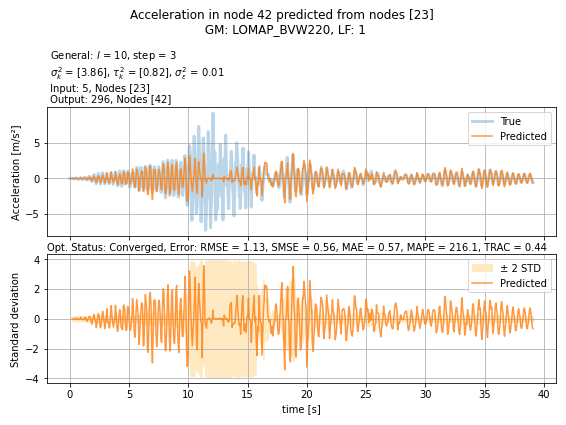 Acceleration in node 42 predicted from nodes [23]
GM: LOMAP_BVW220, LF: 1
General: l = 10, step = 3
σ²ₖ = [3.86], τ²ₖ = [0.82], σ²ε = 0.01
Input: 5, Nodes [23]
Output: 296, Nodes [42]
Acceleration [m/s²]
5
0
−5
True
Predicted
Opt. Status: Converged, Error: RMSE = 1.13, SMSE = 0.56, MAE = 0.57, MAPE = 216.1, TRAC = 0.44
Standard deviation
4
2
0
−2
−4
± 2 STD
Predicted
0 5 10 15 20 25 30 35 40
time [s]